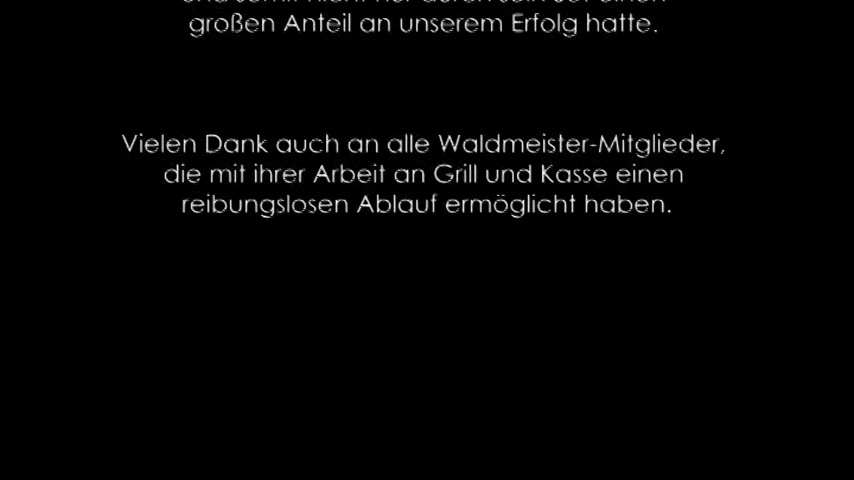 großen Anteil an unserem Erfolg hatte.
Vielen Dank auch an alle Waldmeister-Mitglieder,
die mit ihrer Arbeit an Grill und Kasse einen
reibungslosen Ablauf ermöglicht haben.